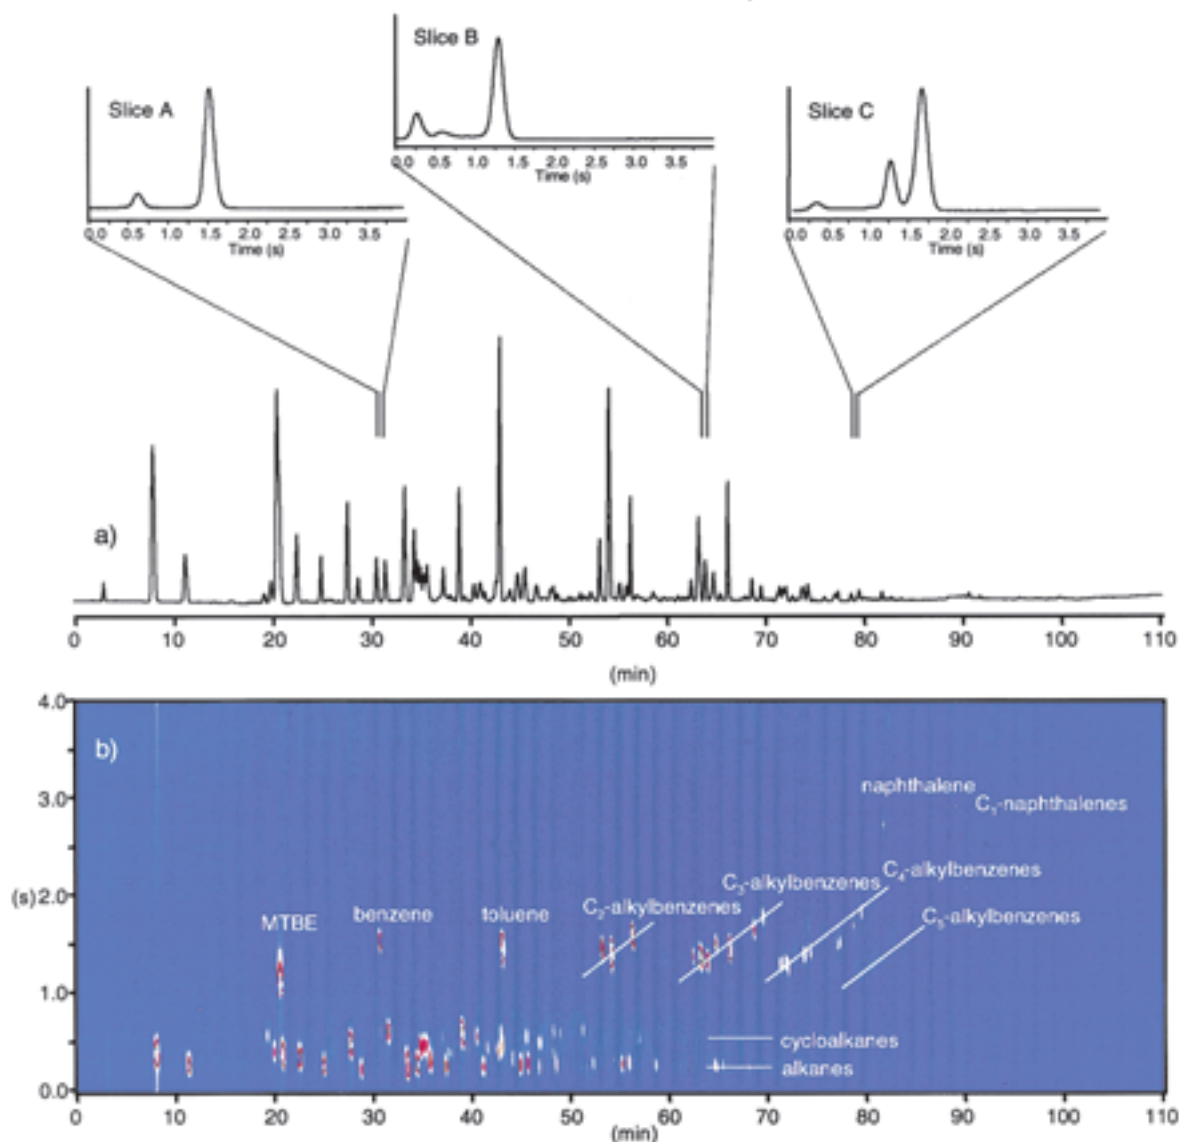 Slice A
0.0 0.5 1.0 1.5 2.0 2.5 3.0 3.5
Time (s)
Slice B
0.0 0.5 1.0 1.5 2.0 2.5 3.0 3.5
Time (s)
Slice C
0.0 0.5 1.0 1.5 2.0 2.5 3.0 3.5
Time (s)
a)
0 10 20 30 40 50 60 70 80 90 100 110
(min)
b)
4.0
3.0
(s) 2.0
1.0
0.0
naphthalene
C₁-naphthalenes
MTBE
benzene
toluene
C₂-alkylbenzenes
C₃-alkylbenzenes
C₄-alkylbenzenes
C₅-alkylbenzenes
cycloalkanes
alkanes
0 10 20 30 40 50 60 70 80 90 100 110
(min)